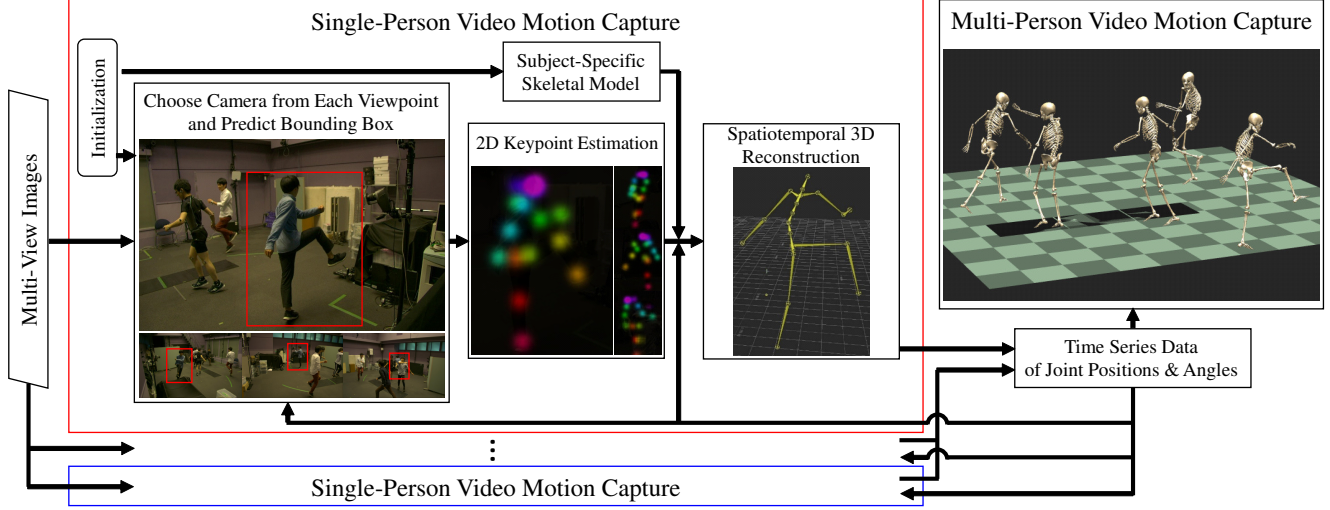 Single-Person Video Motion Capture
Multi-Person Video Motion Capture
Initialization
Subject-Specific
Skeletal Model
Multi-View Images
Choose Camera from Each Viewpoint
and Predict Bounding Box
2D Keypoint Estimation
Spatiotemporal 3D
Reconstruction
Time Series Data
of Joint Positions & Angles
⋮
Single-Person Video Motion Capture